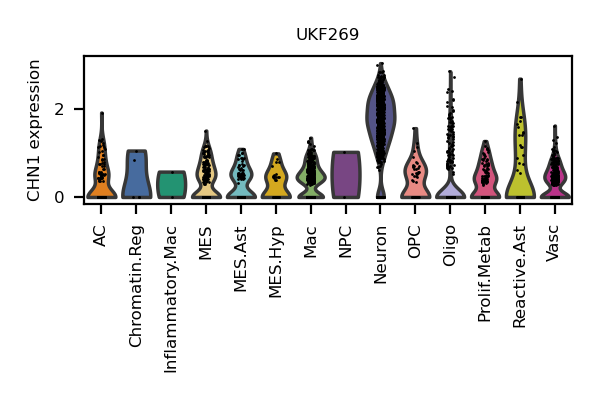 UKF269
CHN1 expression
2
0
AC
Chromatin.Reg
Inflammatory.Mac
MES
MES.Ast
MES.Hyp
Mac
NPC
Neuron
OPC
Oligo
Prolif.Metab
Reactive.Ast
Vasc